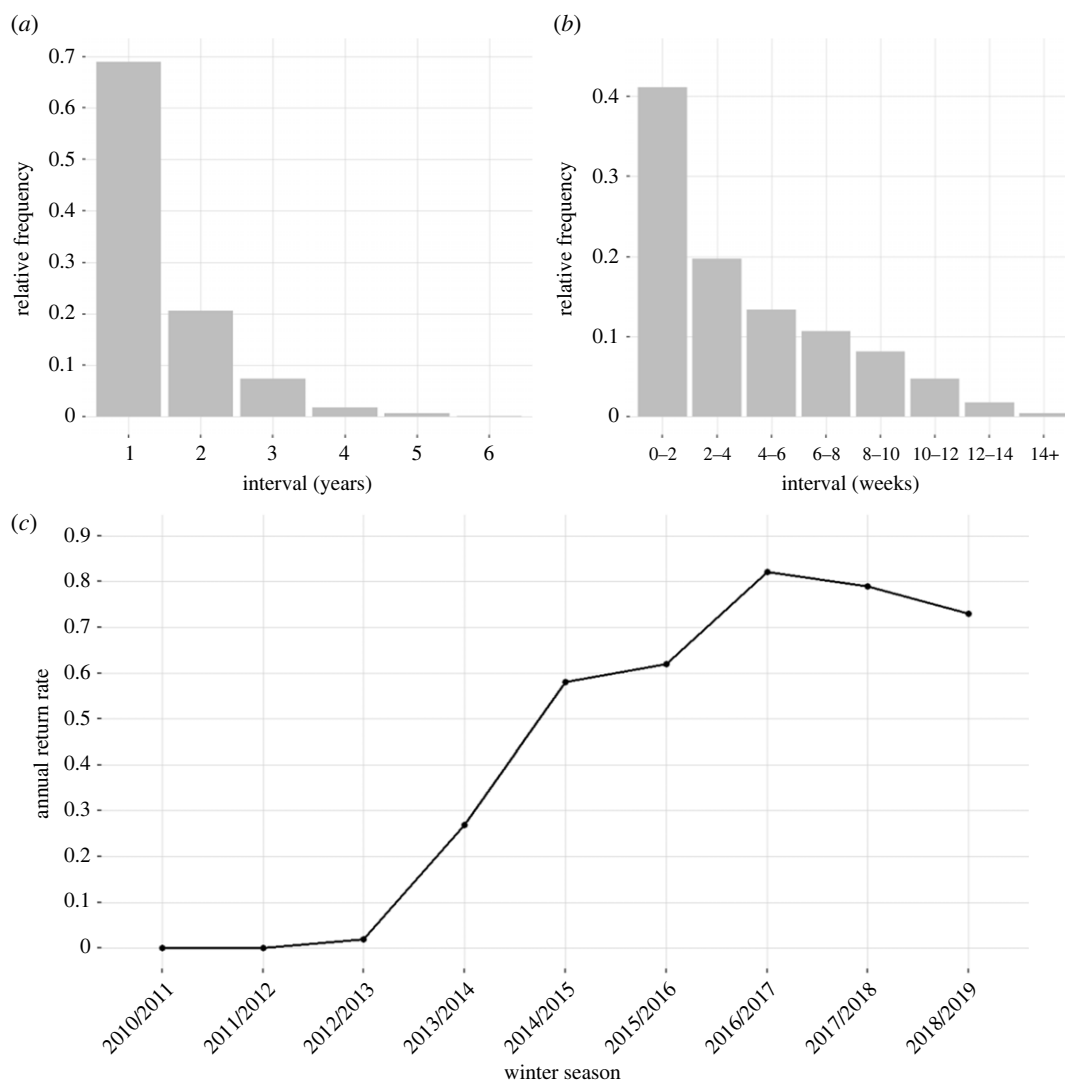 (a)
0.7
0.6
0.5
0.4
0.3
0.2
0.1
0
relative frequency
1 2 3 4 5 6
interval (years)
(b)
0.4
0.3
0.2
0.1
0
relative frequency
0–2 2–4 4–6 6–8 8–10 10–12 12–14 14+
interval (weeks)
(c)
0.9
0.8
0.7
0.6
0.5
0.4
0.3
0.2
0.1
0
annual return rate
2010/2011 2011/2012 2012/2013 2013/2014 2014/2015 2015/2016 2016/2017 2017/2018 2018/2019
winter season